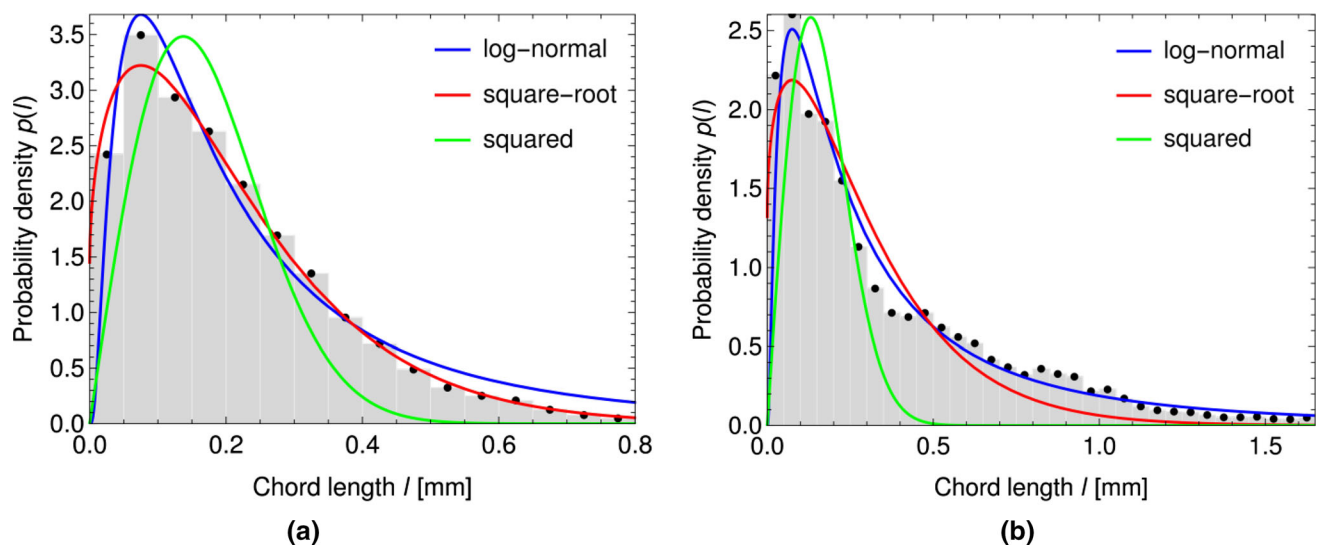 3.5
3.0
2.5
2.0
1.5
1.0
0.5
0.0
Probability density p(l)
log−normal
square−root
squared
0.0 0.2 0.4 0.6 0.8
Chord length l [mm]
(a)
2.5
2.0
1.5
1.0
0.5
0.0
Probability density p(l)
log−normal
square−root
squared
0.0 0.5 1.0 1.5
Chord length l [mm]
(b)